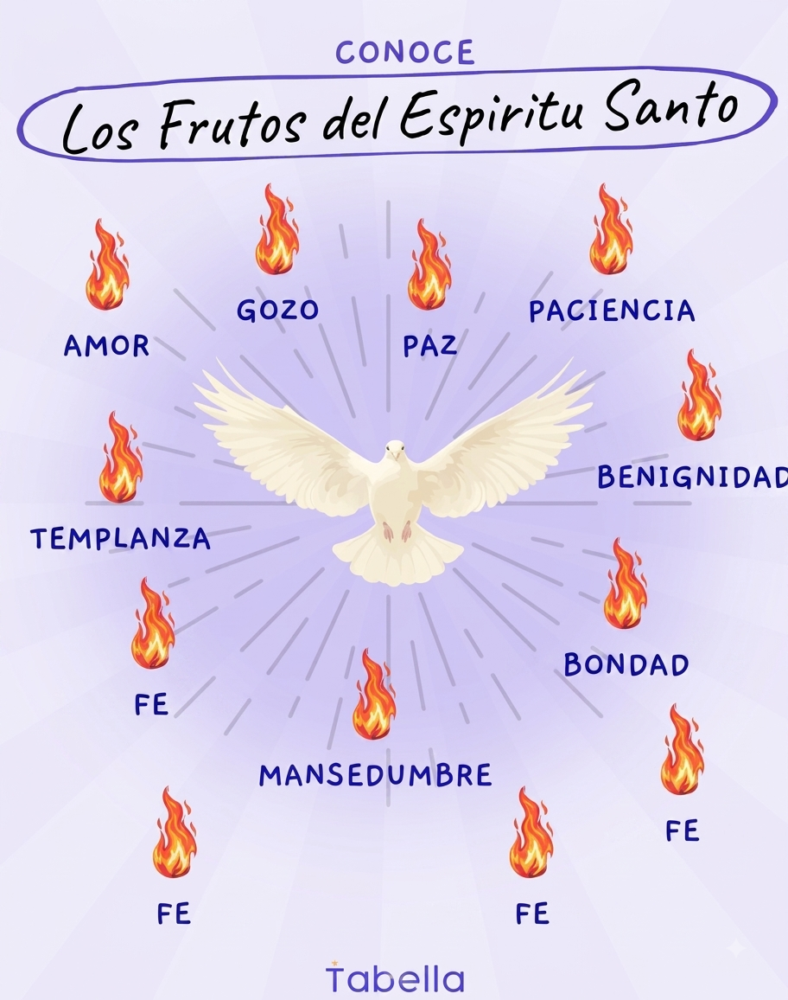 CONOCE
Los Frutos del Espiritu Santo
AMOR
GOZO
PAZ
PACIENCIA
BENIGNIDAD
TEMPLANZA
BONDAD
FE
MANSEDUMBRE
FE
FE
FE
Tabella